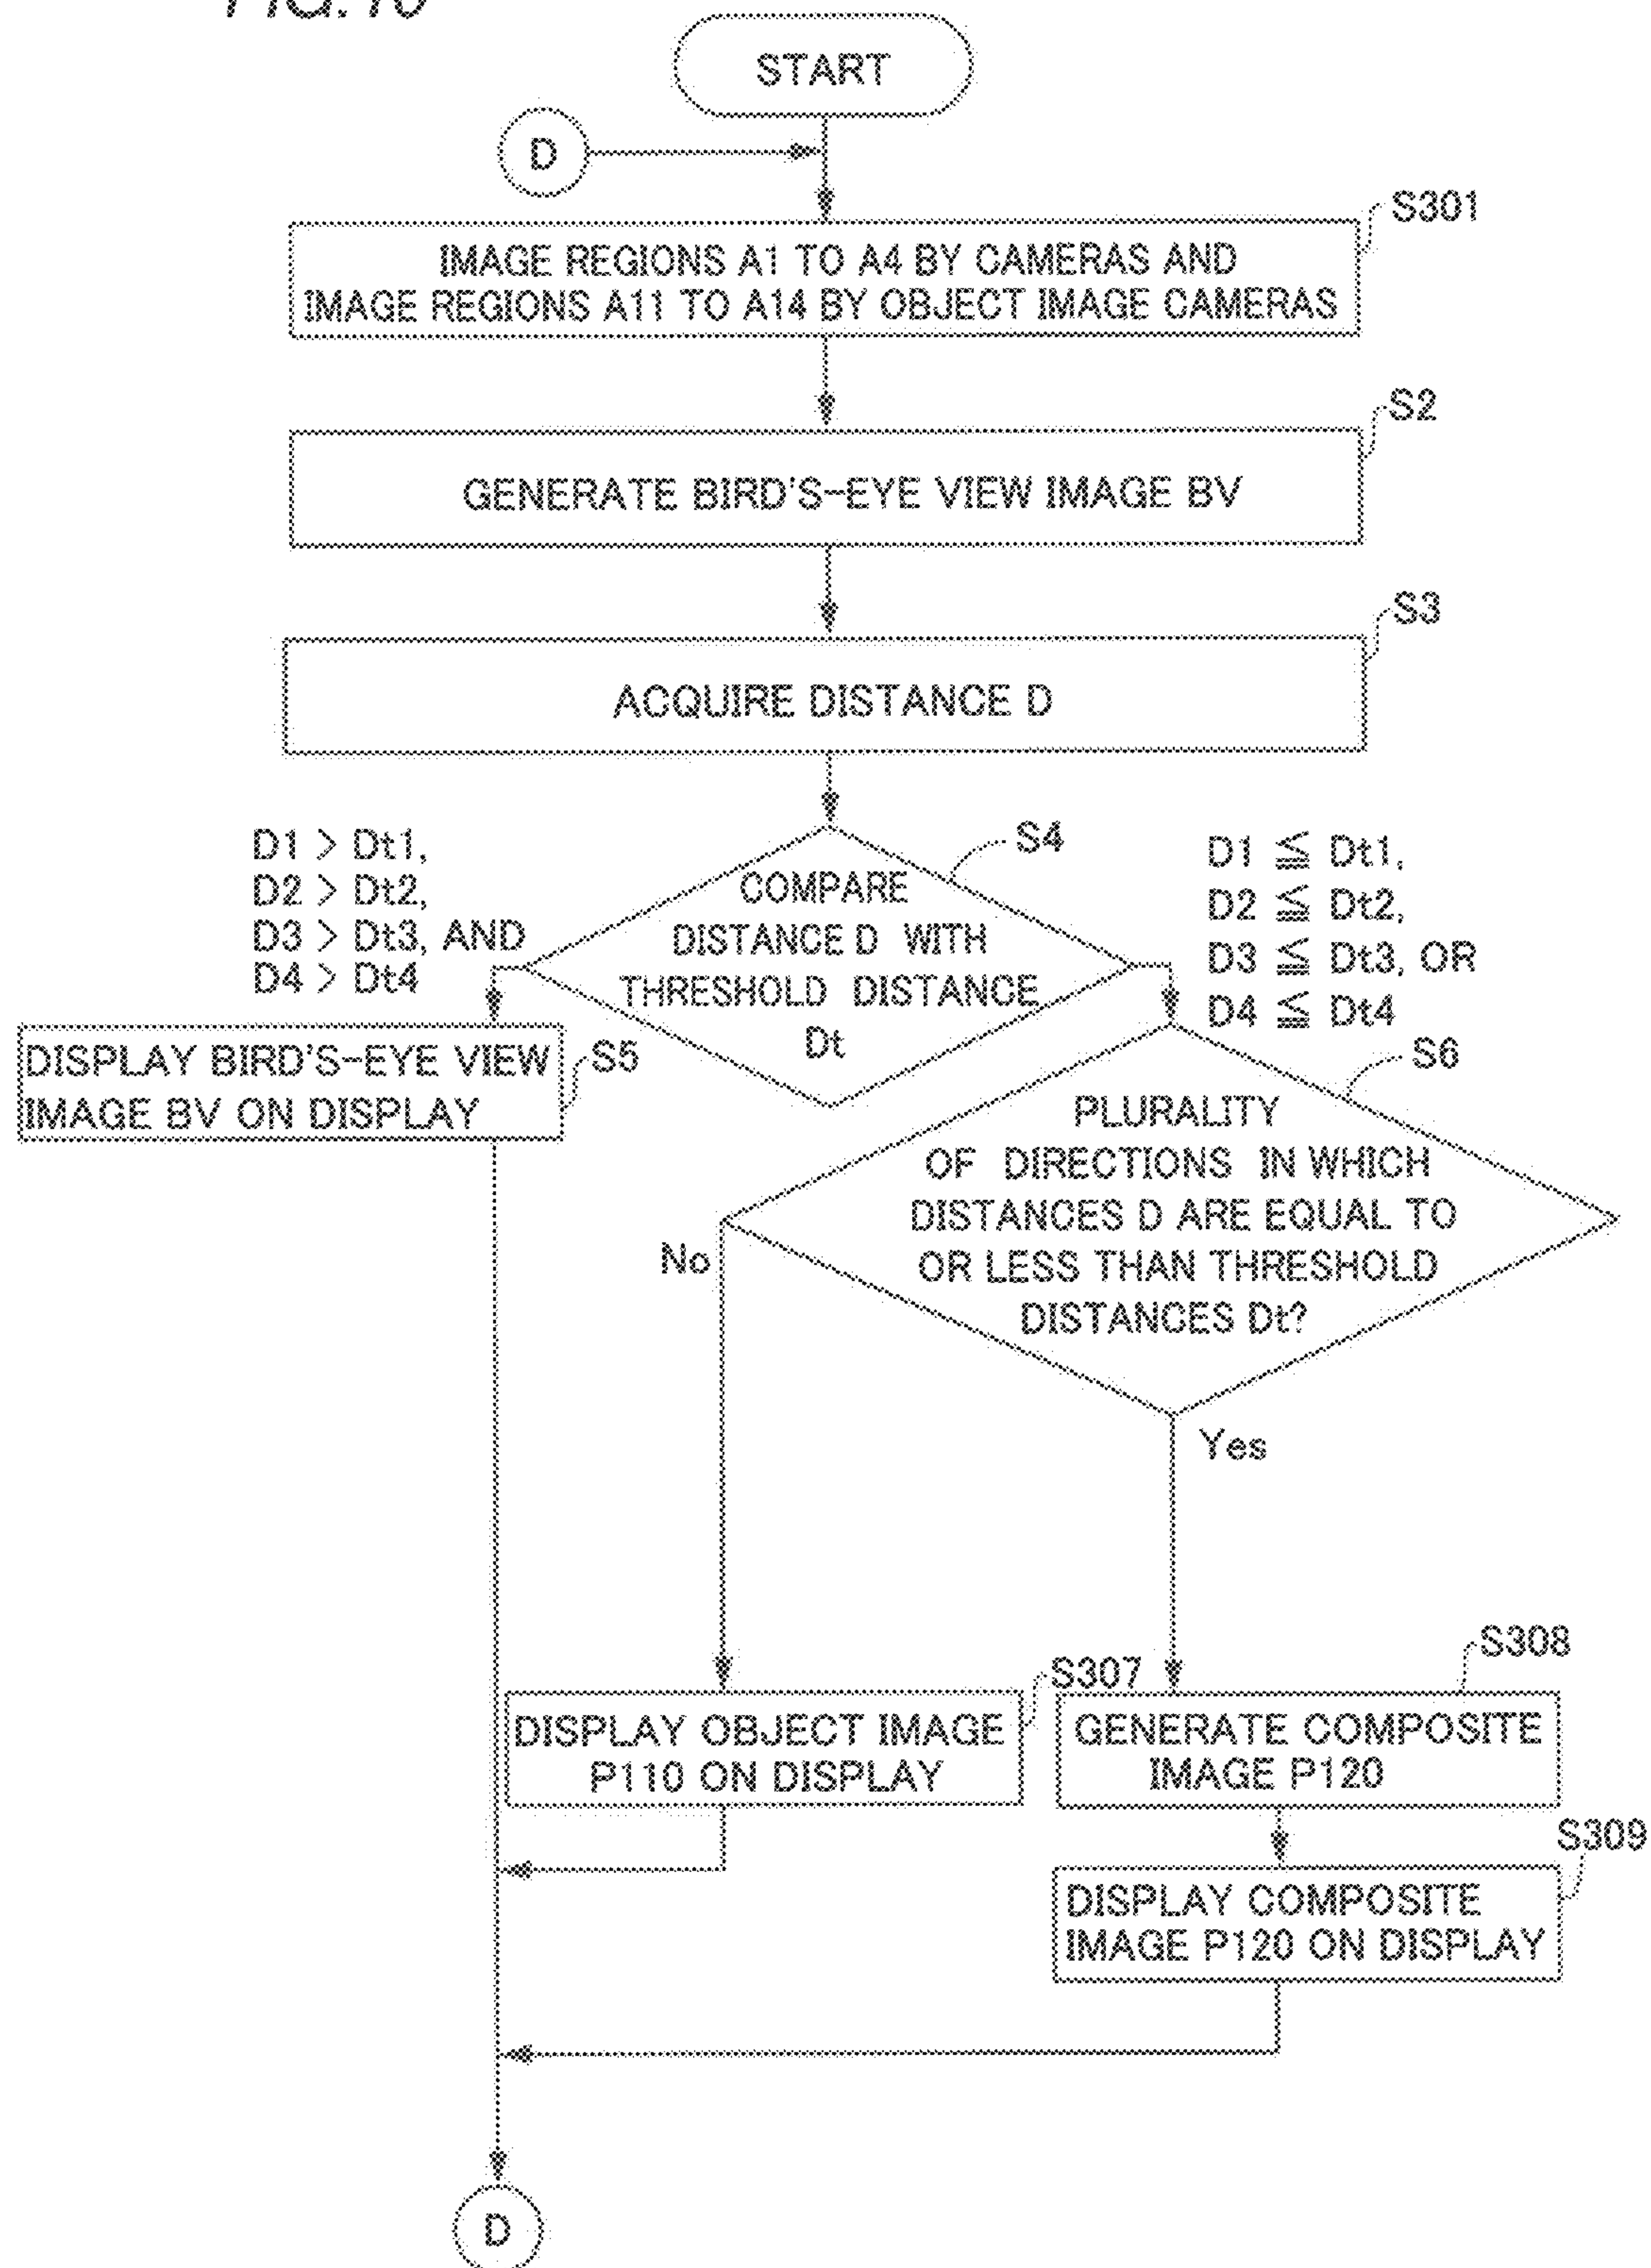 START
D
S301
IMAGE REGIONS A1 TO A4 BY CAMERAS AND
IMAGE REGIONS A11 TO A14 BY OBJECT IMAGE CAMERAS
S2
GENERATE BIRD'S-EYE VIEW IMAGE BV
S3
ACQUIRE DISTANCE D
D1 > Dt1,
D2 > Dt2,
D3 > Dt3, AND
D4 > Dt4
S4
COMPARE
DISTANCE D WITH
THRESHOLD DISTANCE
Dt
D1 ≦ Dt1,
D2 ≦ Dt2,
D3 ≦ Dt3, OR
D4 ≦ Dt4
DISPLAY BIRD'S-EYE VIEW
IMAGE BV ON DISPLAY
S5
S6
PLURALITY
OF DIRECTIONS IN WHICH
DISTANCES D ARE EQUAL TO
OR LESS THAN THRESHOLD
DISTANCES Dt?
No
Yes
S307
DISPLAY OBJECT IMAGE
P110 ON DISPLAY
S308
GENERATE COMPOSITE
IMAGE P120
S309
DISPLAY COMPOSITE
IMAGE P120 ON DISPLAY
D